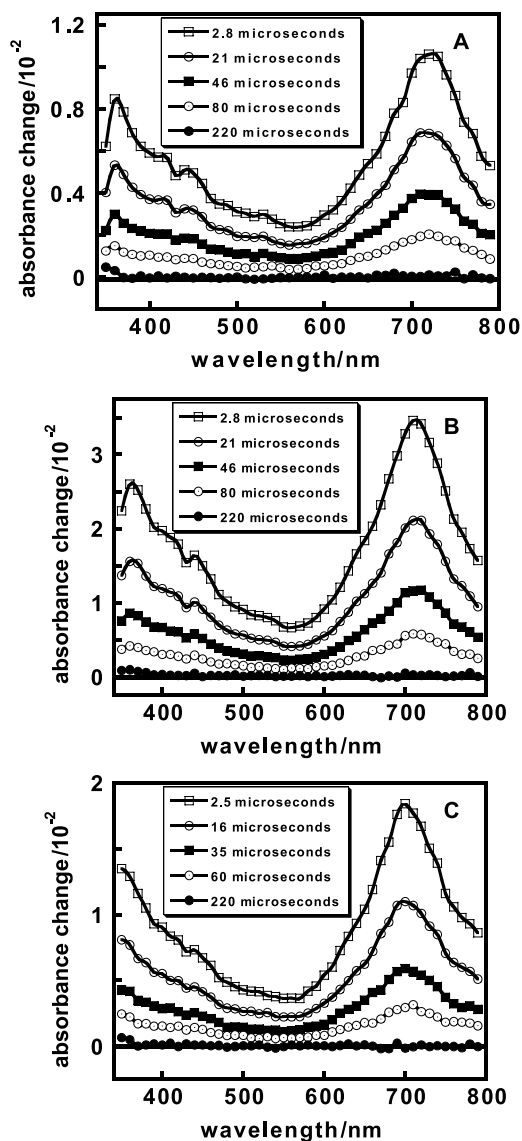 1.2
0.8
0.4
0
absorbance change/10⁻²
2.8 microseconds
21 microseconds
46 microseconds
80 microseconds
220 microseconds
A
400 500 600 700 800
wavelength/nm
3
2
1
0
absorbance change/10⁻²
2.8 microseconds
21 microseconds
46 microseconds
80 microseconds
220 microseconds
B
400 500 600 700 800
wavelength/nm
2
1
0
absorbance change/10⁻²
2.5 microseconds
16 microseconds
35 microseconds
60 microseconds
220 microseconds
C
400 500 600 700 800
wavelength/nm